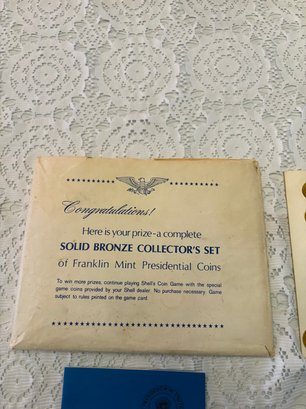 Congratulations!
Here is your prize-a complete
SOLID BRONZE COLLECTOR'S SET
of Franklin Mint Presidential Coins
To win more prizes, continue playing Shell's Coin Game with the special
game coins provided by your Shell dealer. No purchase necessary. Game
subject to rules printed on the game card.